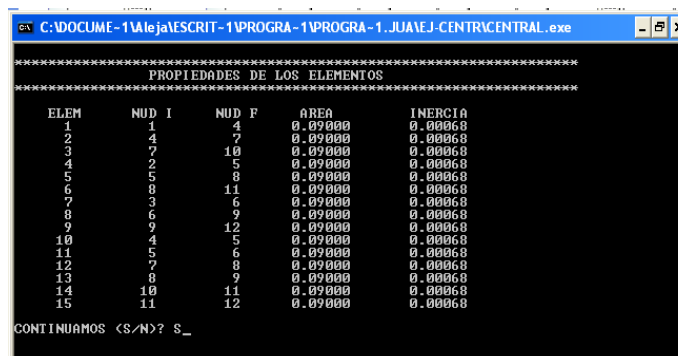 C:\DOCUME~1\Aleja\ESCRIT~1\PROGRA~1\PROGRA~1.JUA\EJ-CENTR\CENTRAL.exe
PROPIEDADES DE LOS ELEMENTOS
ELEM NUD I NUD F AREA INERCIA
1 1 4 0.09000 0.00068
2 4 7 0.09000 0.00068
3 7 10 0.09000 0.00068
4 2 5 0.09000 0.00068
5 5 8 0.09000 0.00068
6 8 11 0.09000 0.00068
7 3 6 0.09000 0.00068
8 6 9 0.09000 0.00068
9 9 12 0.09000 0.00068
10 4 5 0.09000 0.00068
11 5 6 0.09000 0.00068
12 7 8 0.09000 0.00068
13 8 9 0.09000 0.00068
14 10 11 0.09000 0.00068
15 11 12 0.09000 0.00068
CONTINUAMOS (S/N)? S_